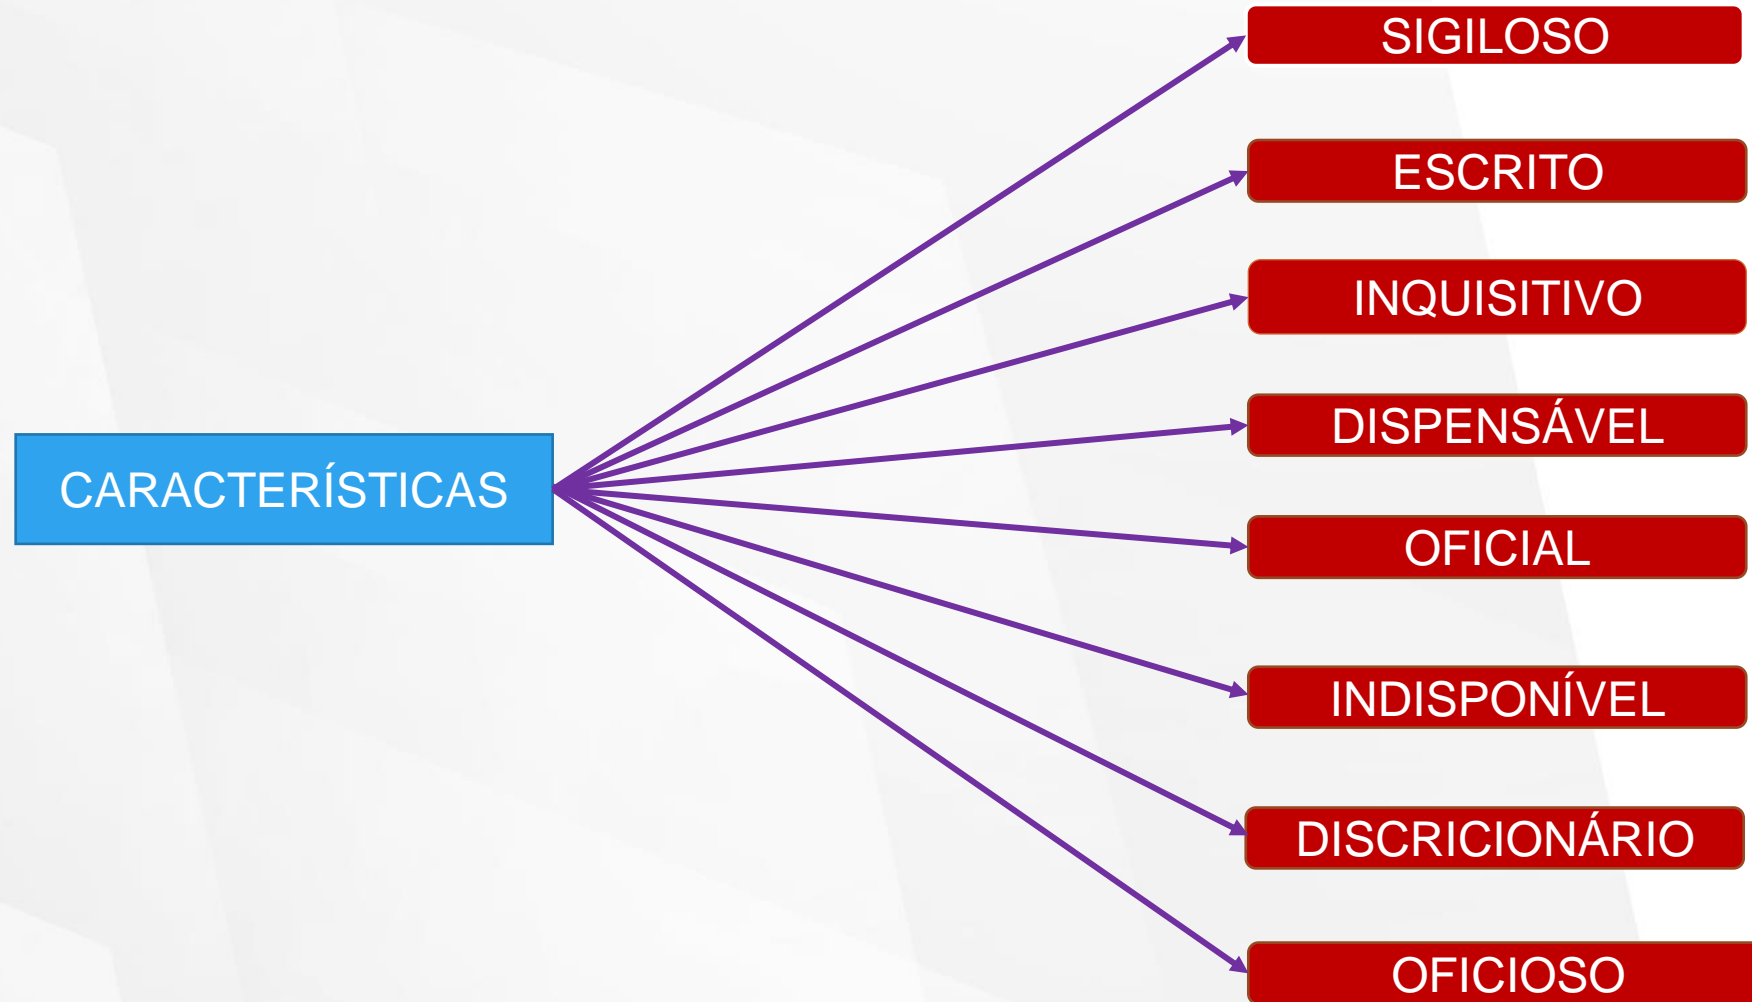 SIGILOSO
ESCRITO
INQUISITIVO
DISPENSÁVEL
CARACTERÍSTICAS
OFICIAL
INDISPONÍVEL
DISCRICIONÁRIO
OFICIOSO